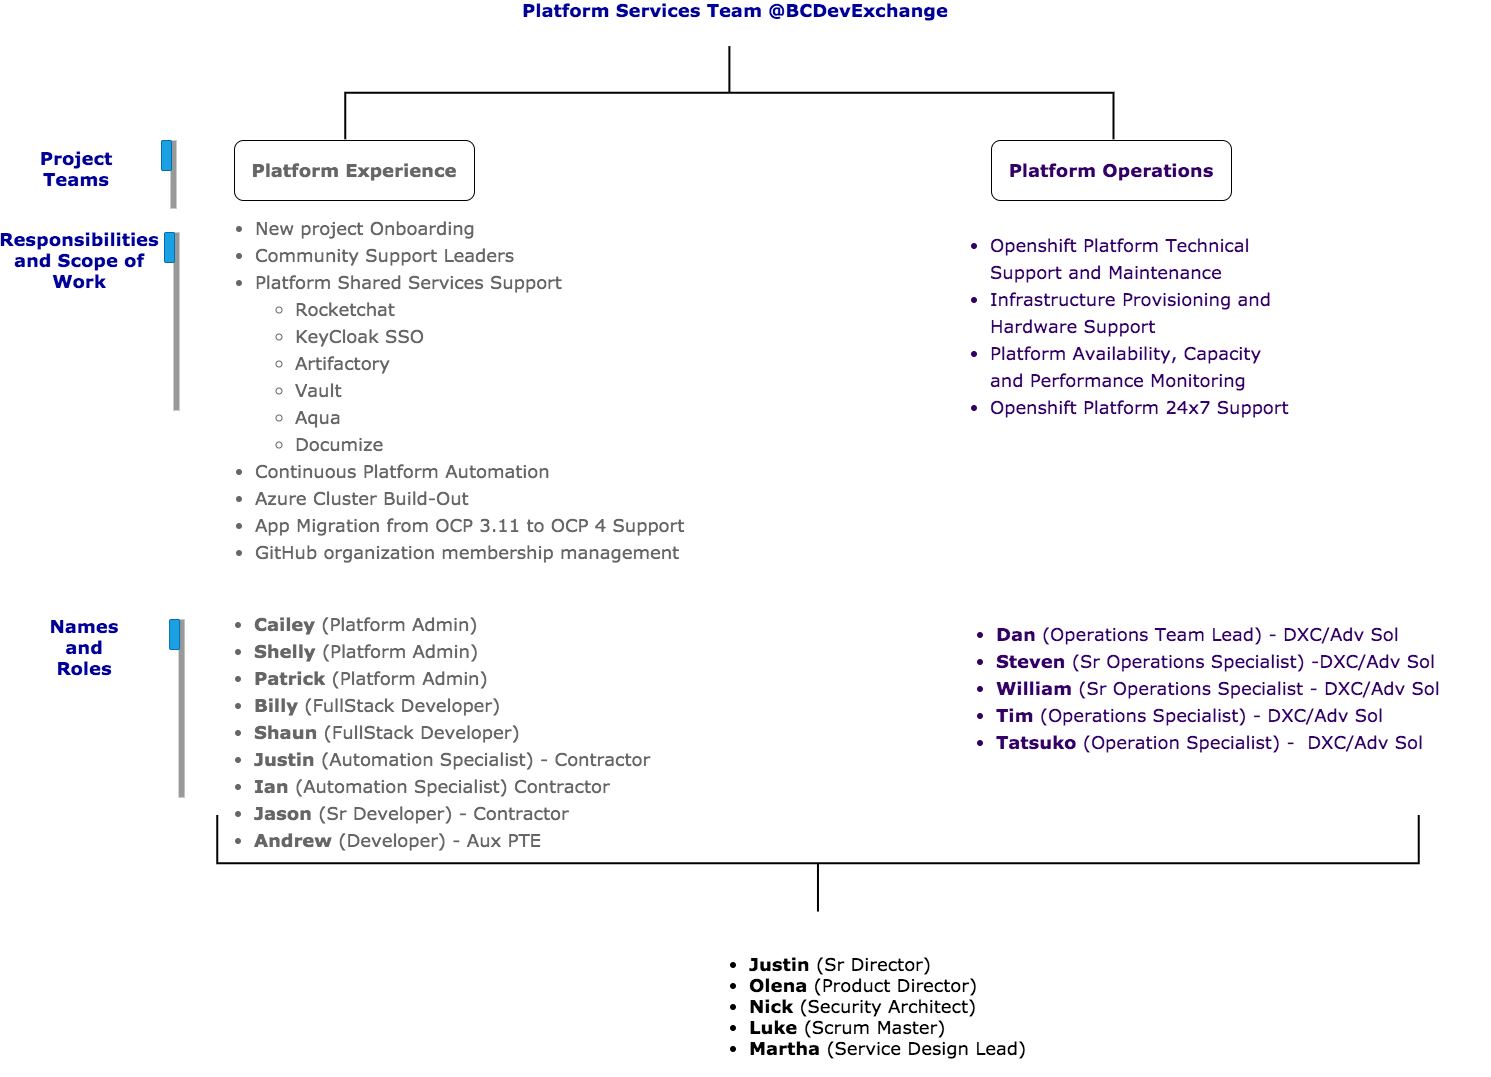 Platform Services Team @BCDevExchange
Project
Teams
Platform Experience
Platform Operations
Responsibilities
and Scope of
Work
• New project Onboarding
• Community Support Leaders
• Platform Shared Services Support
◦ Rocketchat
◦ KeyCloak SSO
◦ Artifactory
◦ Vault
◦ Aqua
◦ Documize
• Continuous Platform Automation
• Azure Cluster Build-Out
• App Migration from OCP 3.11 to OCP 4 Support
• GitHub organization membership management
• Openshift Platform Technical
Support and Maintenance
• Infrastructure Provisioning and
Hardware Support
• Platform Availability, Capacity
and Performance Monitoring
• Openshift Platform 24x7 Support
Names
and
Roles
• Cailey (Platform Admin)
• Shelly (Platform Admin)
• Patrick (Platform Admin)
• Billy (FullStack Developer)
• Shaun (FullStack Developer)
• Justin (Automation Specialist) - Contractor
• Ian (Automation Specialist) Contractor
• Jason (Sr Developer) - Contractor
• Andrew (Developer) - Aux PTE
• Dan (Operations Team Lead) - DXC/Adv Sol
• Steven (Sr Operations Specialist) -DXC/Adv Sol
• William (Sr Operations Specialist - DXC/Adv Sol
• Tim (Operations Specialist) - DXC/Adv Sol
• Tatsuko (Operation Specialist) -  DXC/Adv Sol
• Justin (Sr Director)
• Olena (Product Director)
• Nick (Security Architect)
• Luke (Scrum Master)
• Martha (Service Design Lead)